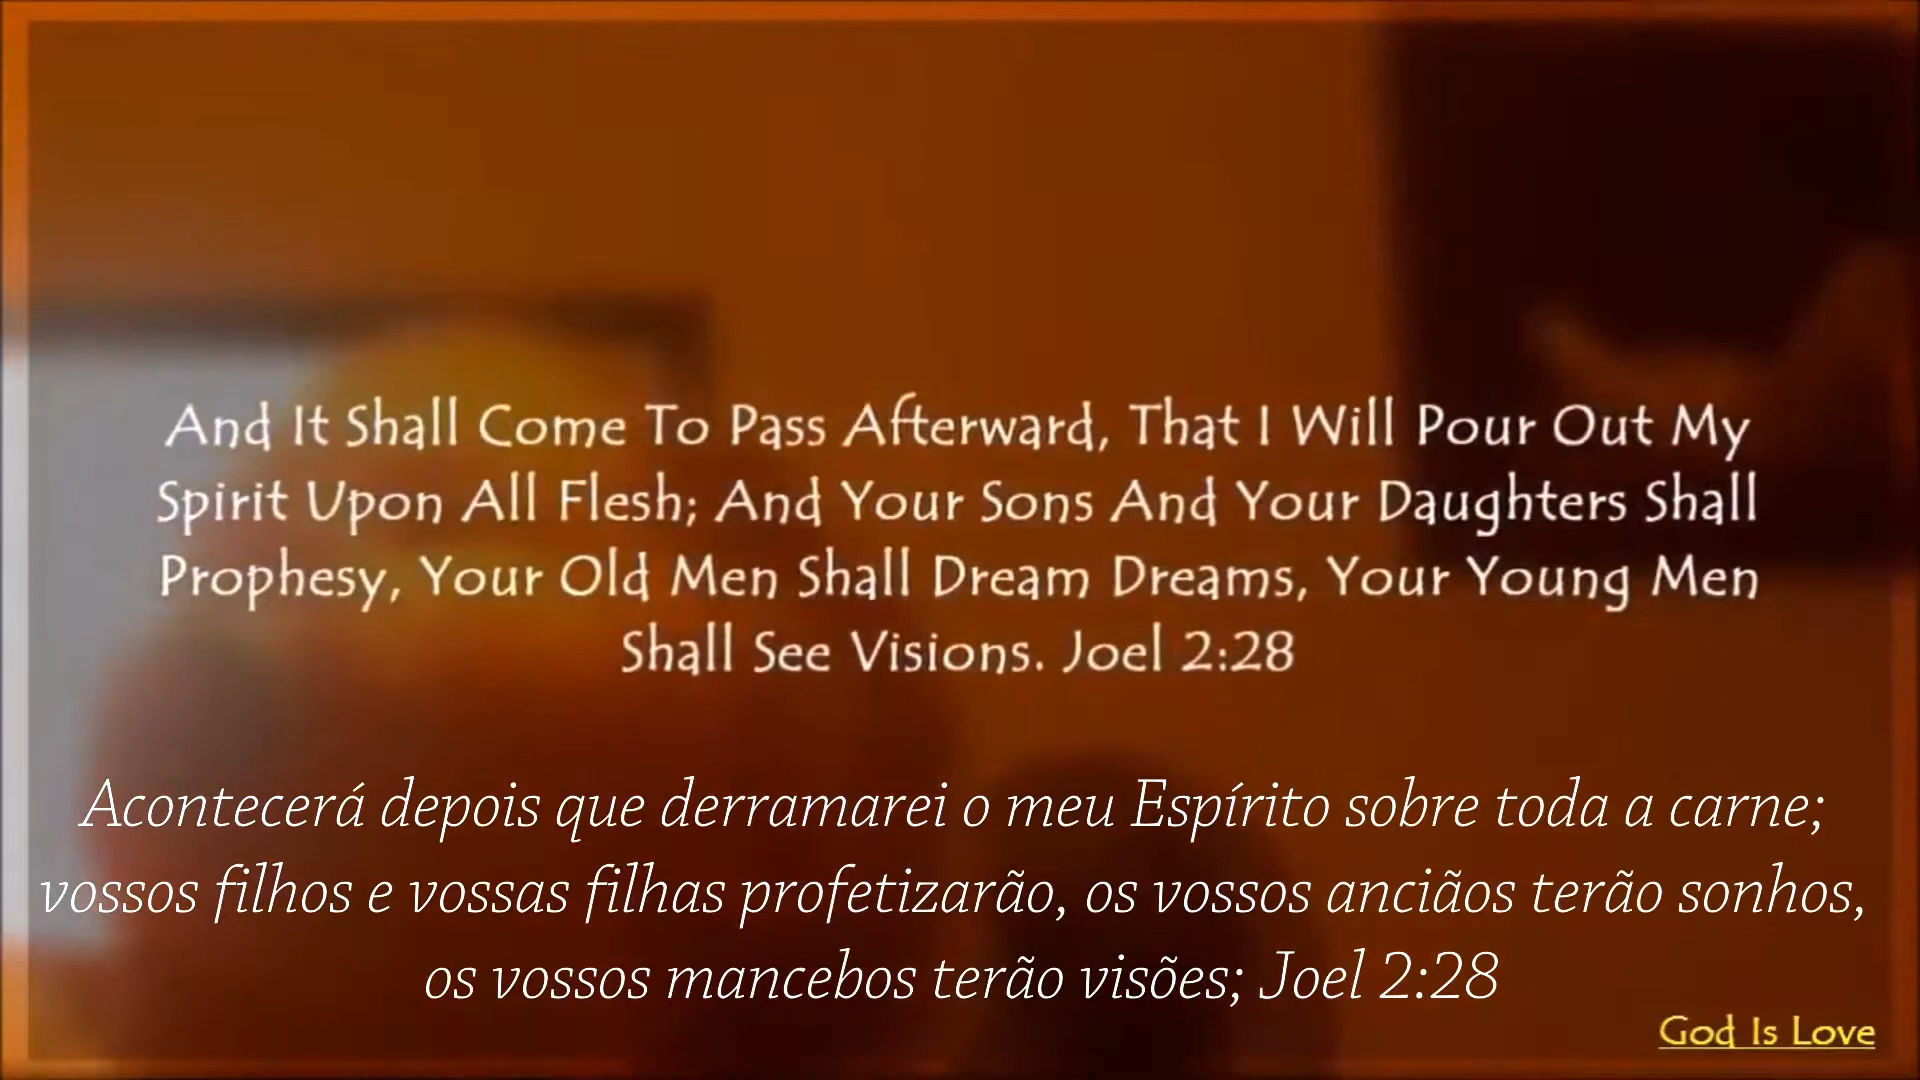 And It Shall Come To Pass Afterward, That I Will Pour Out My
Spirit Upon All Flesh; And Your Sons And Your Daughters Shall
Prophesy, Your Old Men Shall Dream Dreams, Your Young Men
Shall See Visions. Joel 2:28
Acontecerá depois que derramarei o meu Espírito sobre toda a carne;
vossos filhos e vossas filhas profetizarão, os vossos anciãos terão sonhos,
os vossos mancebos terão visões; Joel 2:28
God Is Love